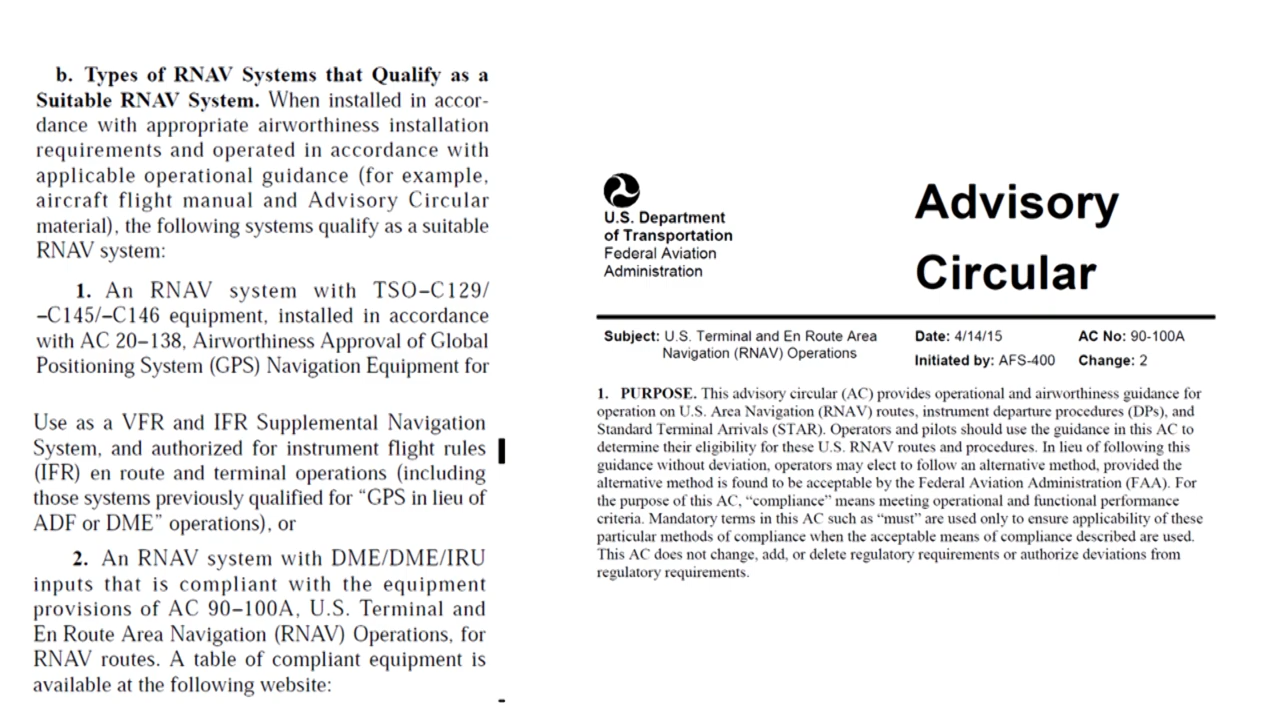 b. Types of RNAV Systems that Qualify as a
Suitable RNAV System. When installed in accor-
dance with appropriate airworthiness installation
requirements and operated in accordance with
applicable operational guidance (for example,
aircraft flight manual and Advisory Circular
material), the following systems qualify as a suitable
RNAV system:
1. An RNAV system with TSO–C129/
–C145/–C146 equipment, installed in accordance
with AC 20–138, Airworthiness Approval of Global
Positioning System (GPS) Navigation Equipment for
Use as a VFR and IFR Supplemental Navigation
System, and authorized for instrument flight rules
(IFR) en route and terminal operations (including
those systems previously qualified for “GPS in lieu of
ADF or DME” operations), or
2. An RNAV system with DME/DME/IRU
inputs that is compliant with the equipment
provisions of AC 90–100A, U.S. Terminal and
En Route Area Navigation (RNAV) Operations, for
RNAV routes. A table of compliant equipment is
available at the following website:
U.S. Department
of Transportation
Federal Aviation
Administration
Advisory
Circular
Subject: U.S. Terminal and En Route Area
Navigation (RNAV) Operations
Date: 4/14/15
Initiated by: AFS-400
AC No: 90-100A
Change: 2
1. PURPOSE. This advisory circular (AC) provides operational and airworthiness guidance for
operation on U.S. Area Navigation (RNAV) routes, instrument departure procedures (DPs), and
Standard Terminal Arrivals (STAR). Operators and pilots should use the guidance in this AC to
determine their eligibility for these U.S. RNAV routes and procedures. In lieu of following this
guidance without deviation, operators may elect to follow an alternative method, provided the
alternative method is found to be acceptable by the Federal Aviation Administration (FAA). For
the purpose of this AC, “compliance” means meeting operational and functional performance
criteria. Mandatory terms in this AC such as “must” are used only to ensure applicability of these
particular methods of compliance when the acceptable means of compliance described are used.
This AC does not change, add, or delete regulatory requirements or authorize deviations from
regulatory requirements.